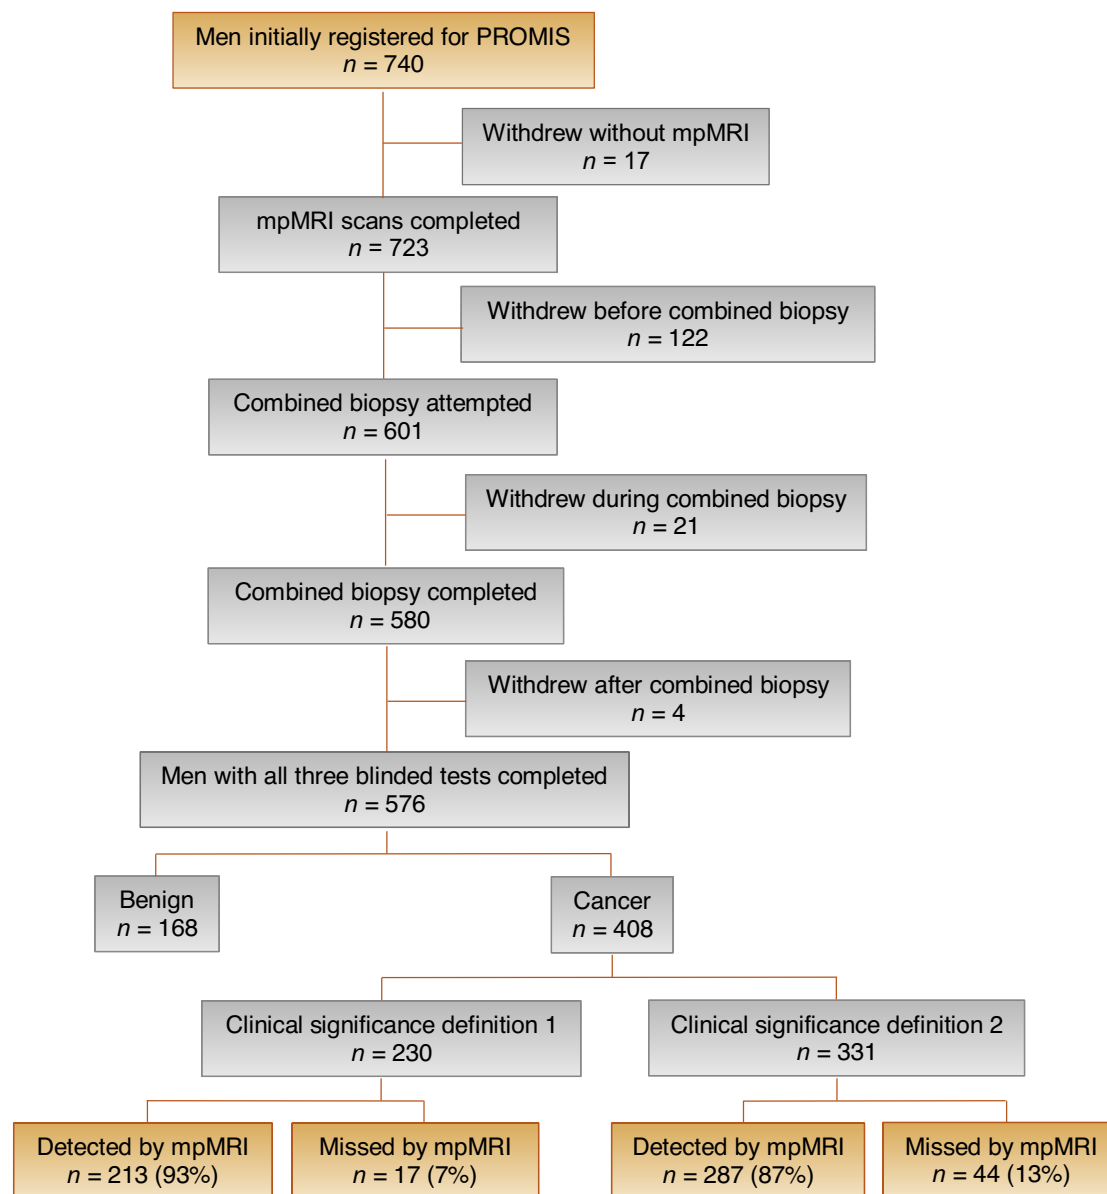 Men initially registered for PROMIS
n = 740
Withdrew without mpMRI
n = 17
mpMRI scans completed
n = 723
Withdrew before combined biopsy
n = 122
Combined biopsy attempted
n = 601
Withdrew during combined biopsy
n = 21
Combined biopsy completed
n = 580
Withdrew after combined biopsy
n = 4
Men with all three blinded tests completed
n = 576
Benign
n = 168
Cancer
n = 408
Clinical significance definition 1
n = 230
Clinical significance definition 2
n = 331
Detected by mpMRI
n = 213 (93%)
Missed by mpMRI
n = 17 (7%)
Detected by mpMRI
n = 287 (87%)
Missed by mpMRI
n = 44 (13%)